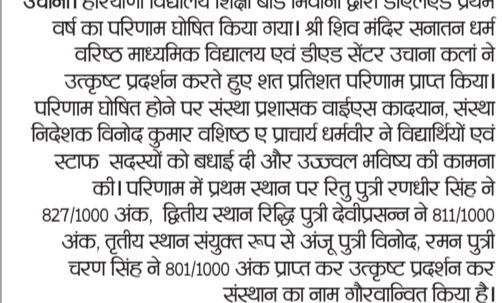 उचाना। हरियाणा विद्यालय शिक्षा बोर्ड भिवानी द्वारा डीएलएड प्रथम
वर्ष का परिणाम घोषित किया गया। श्री शिव मंदिर सनातन धर्म
वरिष्ठ माध्यमिक विद्यालय एवं डीएड सेंटर उचाना कलां ने
उत्कृष्ट प्रदर्शन करते हुए शत प्रतिशत परिणाम प्राप्त किया।
परिणाम घोषित होने पर संस्था प्रशासक वाईएस कादयान, संस्था
निदेशक विनोद कुमार वशिष्ठ ए प्राचार्य धर्मवीर ने विद्यार्थियों एवं
स्टाफ सदस्यों को बधाई दी और उज्ज्वल भविष्य की कामना
की। परिणाम में प्रथम स्थान पर रितु पुत्री रणधीर सिंह ने
827/1000 अंक, द्वितीय स्थान रिद्धि पुत्री देवीप्रसन्न ने 811/1000
अंक, तृतीय स्थान संयुक्त रूप से अंजू पुत्री विनोद, रमन पुत्री
चरण सिंह ने 801/1000 अंक प्राप्त कर उत्कृष्ट प्रदर्शन कर
संस्थान का नाम गौरवान्वित किया है।